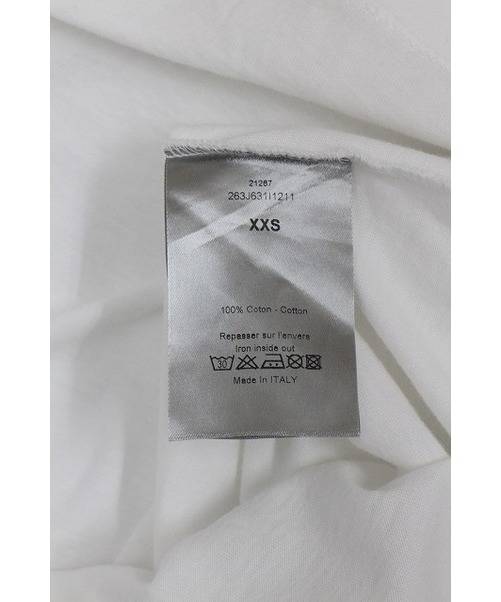 21267
263J631I1211
XXS
100% Coton - Cotton
Repasser sur l'envers
Iron inside out
30
Made In ITALY